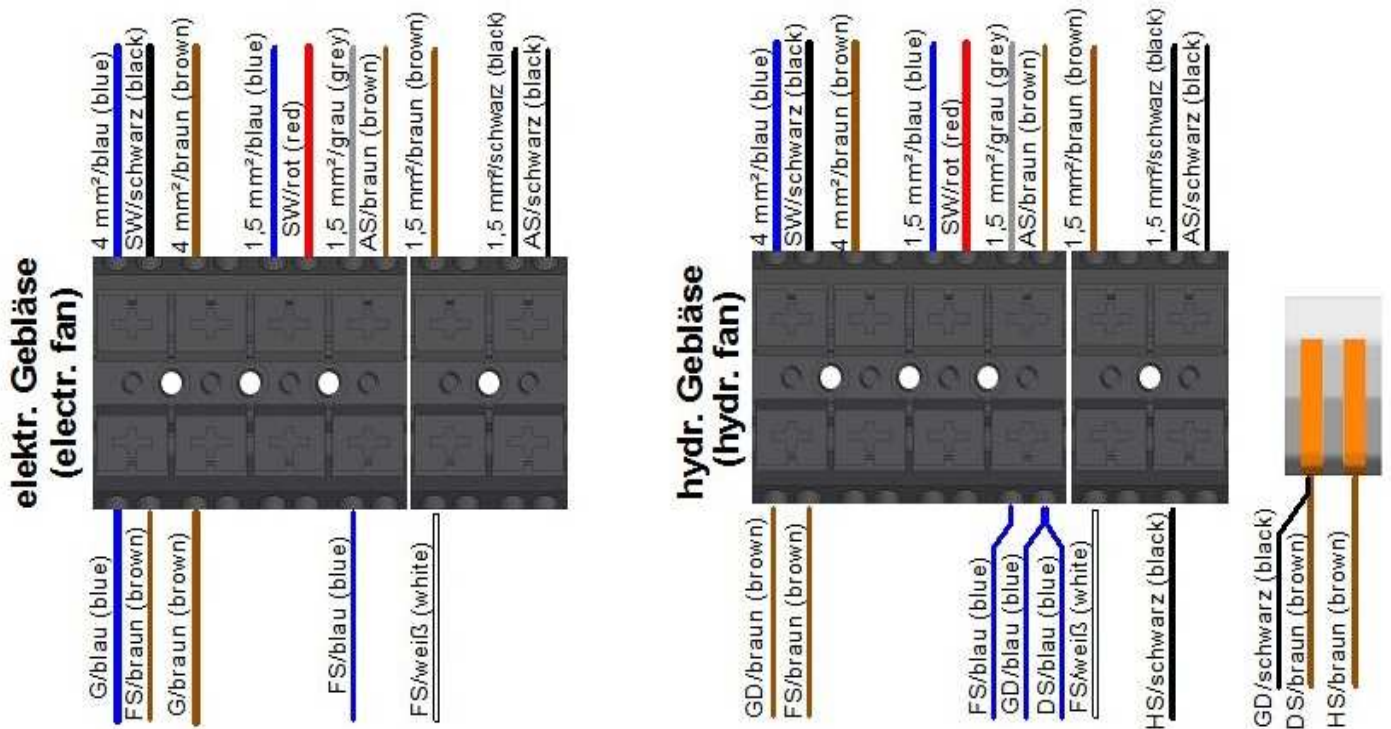 elektr. Gebläse
(electr. fan)
4 mm²/blau (blue)
SW/schwarz (black)
4 mm²/braun (brown)
1,5 mm²/blau (blue)
SW/rot (red)
1,5 mm²/grau (grey)
AS/braun (brown)
1,5 mm²/braun (brown)
1,5 mm²/schwarz (black)
AS/schwarz (black)
G/blau (blue)
FS/braun (brown)
G/braun (brown)
FS/blau (blue)
FS/weiß (white)
hydr. Gebläse
(hydr. fan)
4 mm²/blau (blue)
SW/schwarz (black)
4 mm²/braun (brown)
1,5 mm²/blau (blue)
SW/rot (red)
1,5 mm²/grau (grey)
AS/braun (brown)
1,5 mm²/braun (brown)
1,5 mm²/schwarz (black)
AS/schwarz (black)
GD/braun (brown)
FS/braun (brown)
FS/blau (blue)
GD/blau (blue)
DS/blau (blue)
FS/weiß (white)
HS/schwarz (black)
GD/schwarz (black)
DS/braun (brown)
HS/braun (brown)